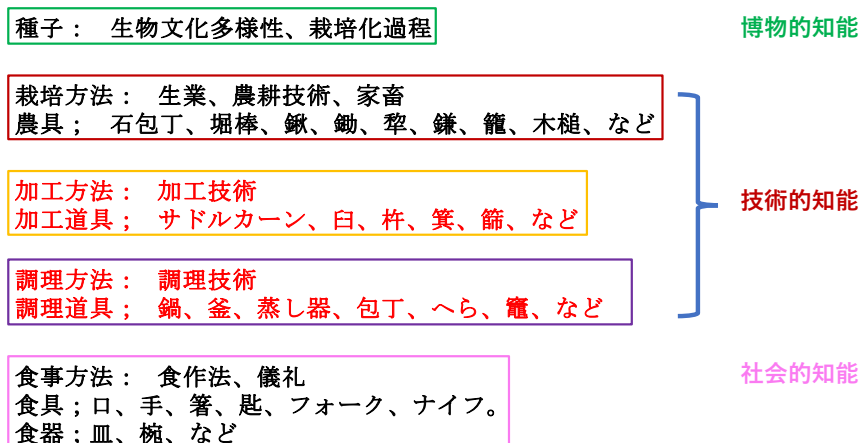 種子： 生物文化多様性、栽培化過程
博物的知能
栽培方法： 生業、農耕技術、家畜
農具； 石包丁、堀棒、鍬、鋤、犂、鎌、籠、木槌、など
加工方法： 加工技術
加工道具； サドルカーン、臼、杵、箕、篩、など
技術的知能
調理方法： 調理技術
調理道具； 鍋、釜、蒸し器、包丁、へら、竈、など
食事方法： 食作法、儀礼
社会的知能
食具；口、手、箸、匙、フォーク、ナイフ。
食器；皿、椀、など